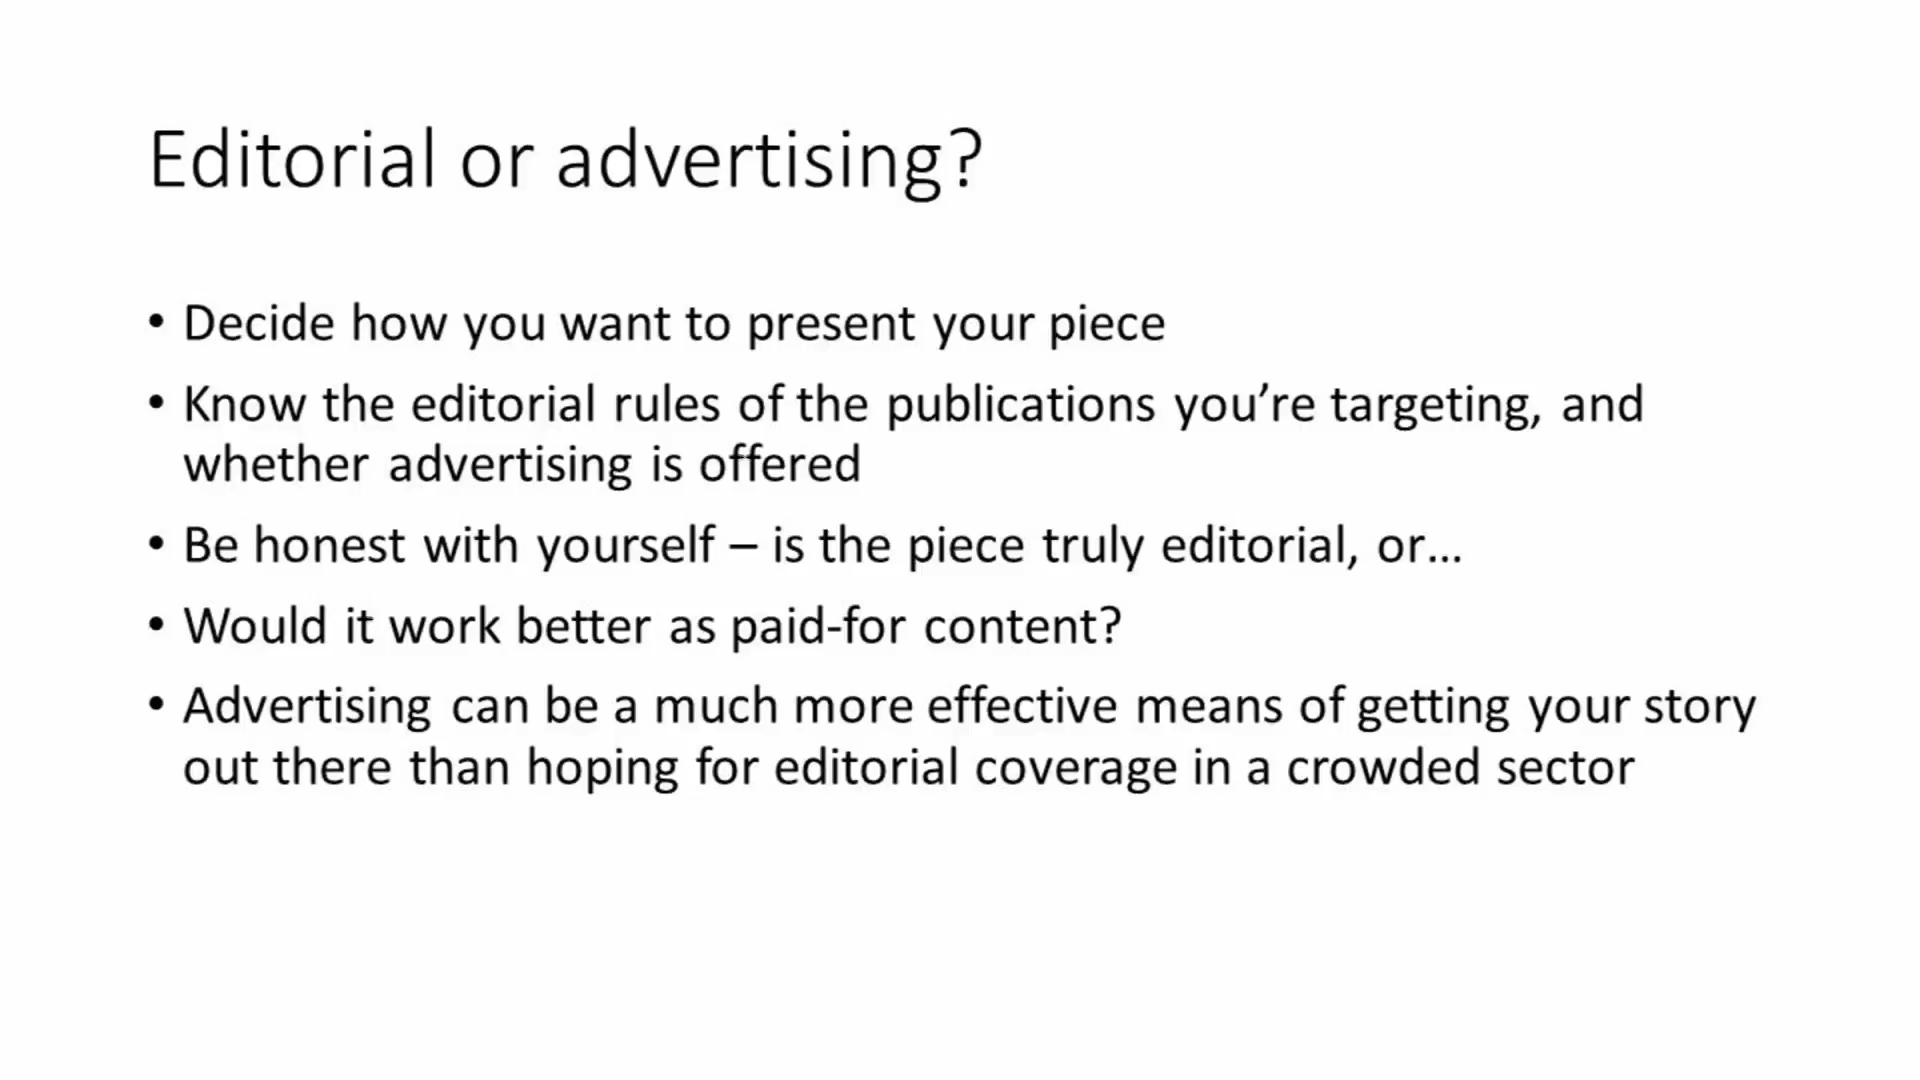 Editorial or advertising?
• Decide how you want to present your piece
• Know the editorial rules of the publications you’re targeting, and
whether advertising is offered
• Be honest with yourself – is the piece truly editorial, or…
• Would it work better as paid-for content?
• Advertising can be a much more effective means of getting your story
out there than hoping for editorial coverage in a crowded sector